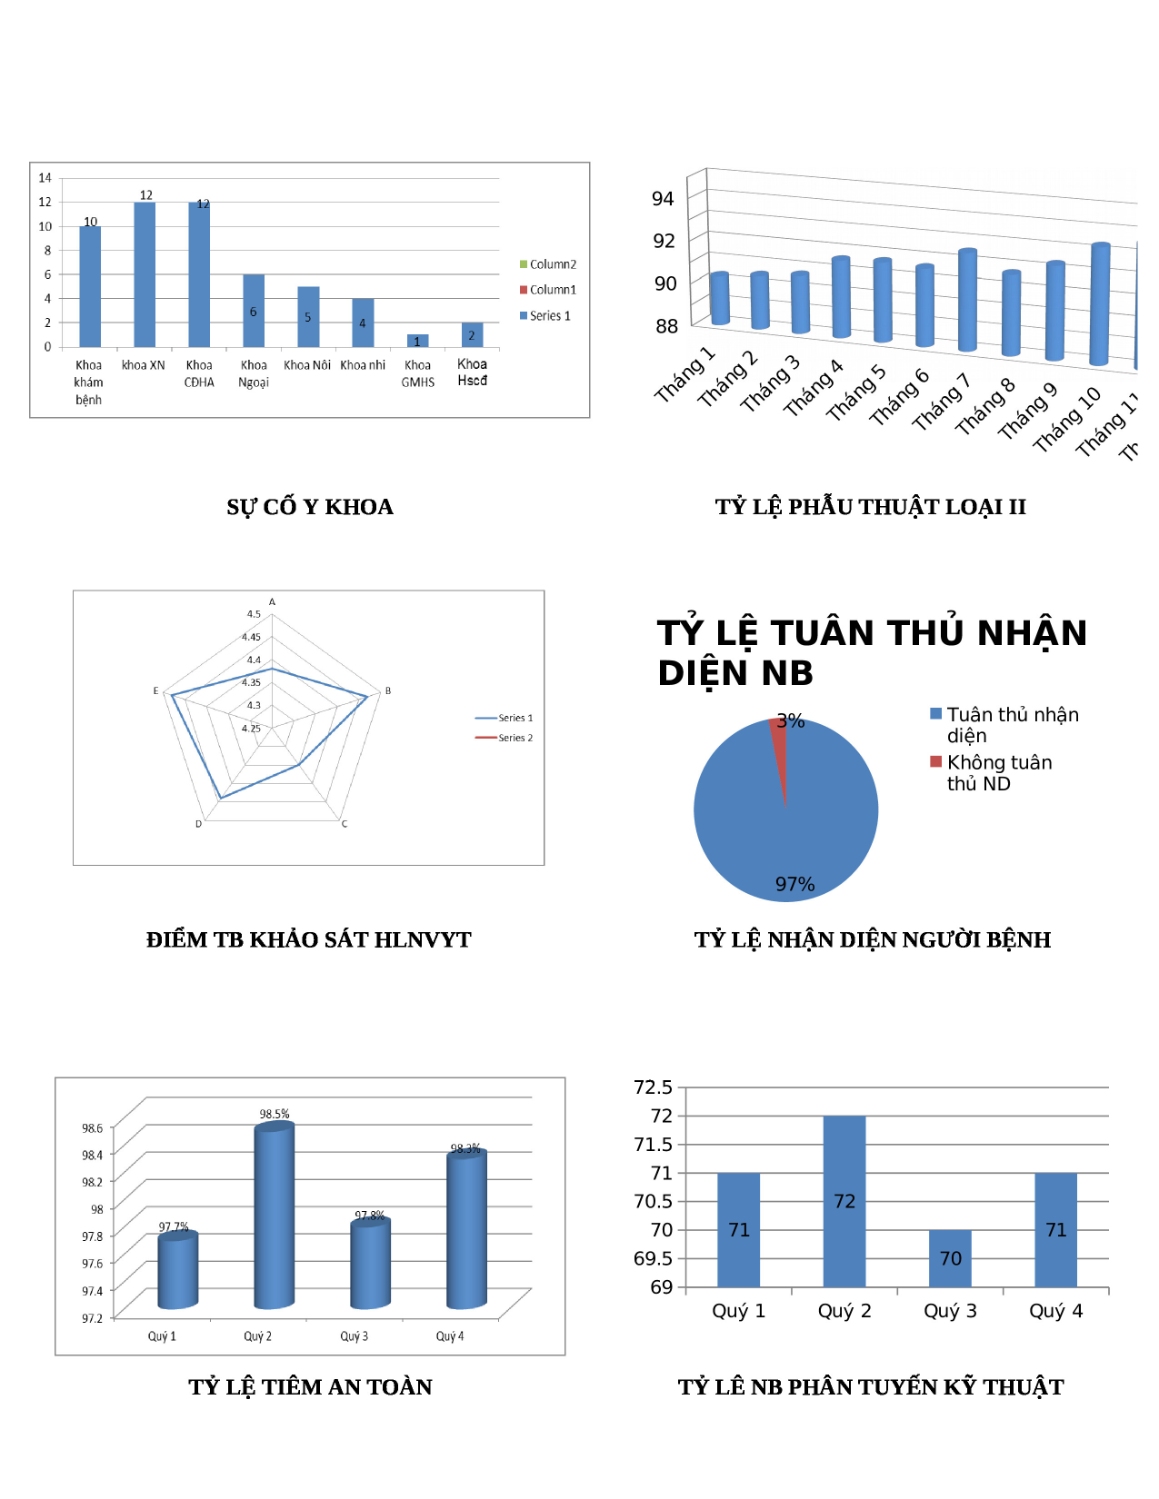 14
12
10
8
6
4
2
0
10
12
12
6
5
4
1
2
Khoa
khám
bệnh
khoa XN
Khoa
CĐHA
Khoa
Ngoại
Khoa Nôi
Khoa nhi
Khoa
GMHS
Khoa
Hscđ
Column2
Column1
Series 1
94
92
90
88
Tháng 1
Tháng 2
Tháng 3
Tháng 4
Tháng 5
Tháng 6
Tháng 7
Tháng 8
Tháng 9
Tháng 10
Tháng 11
Th
SỰ CỐ Y KHOA
TỶ LỆ PHẪU THUẬT LOẠI II
A
4.5
4.45
4.4
4.35
4.3
4.25
E
B
D
C
Series 1
Series 2
TỶ LỆ TUÂN THỦ NHẬN
DIỆN NB
3%
97%
Tuân thủ nhận
diện
Không tuân
thủ ND
ĐIỂM TB KHẢO SÁT HLNVYT
TỶ LỆ NHẬN DIỆN NGƯỜI BỆNH
98.6
98.4
98.2
98
97.8
97.6
97.4
97.2
97.7%
98.5%
97.8%
98.3%
Quý 1
Quý 2
Quý 3
Quý 4
72.5
72
71.5
71
70.5
70
69.5
69
71
72
70
71
Quý 1
Quý 2
Quý 3
Quý 4
TỶ LỆ TIÊM AN TOÀN
TỶ LÊ NB PHÂN TUYẾN KỸ THUẬT